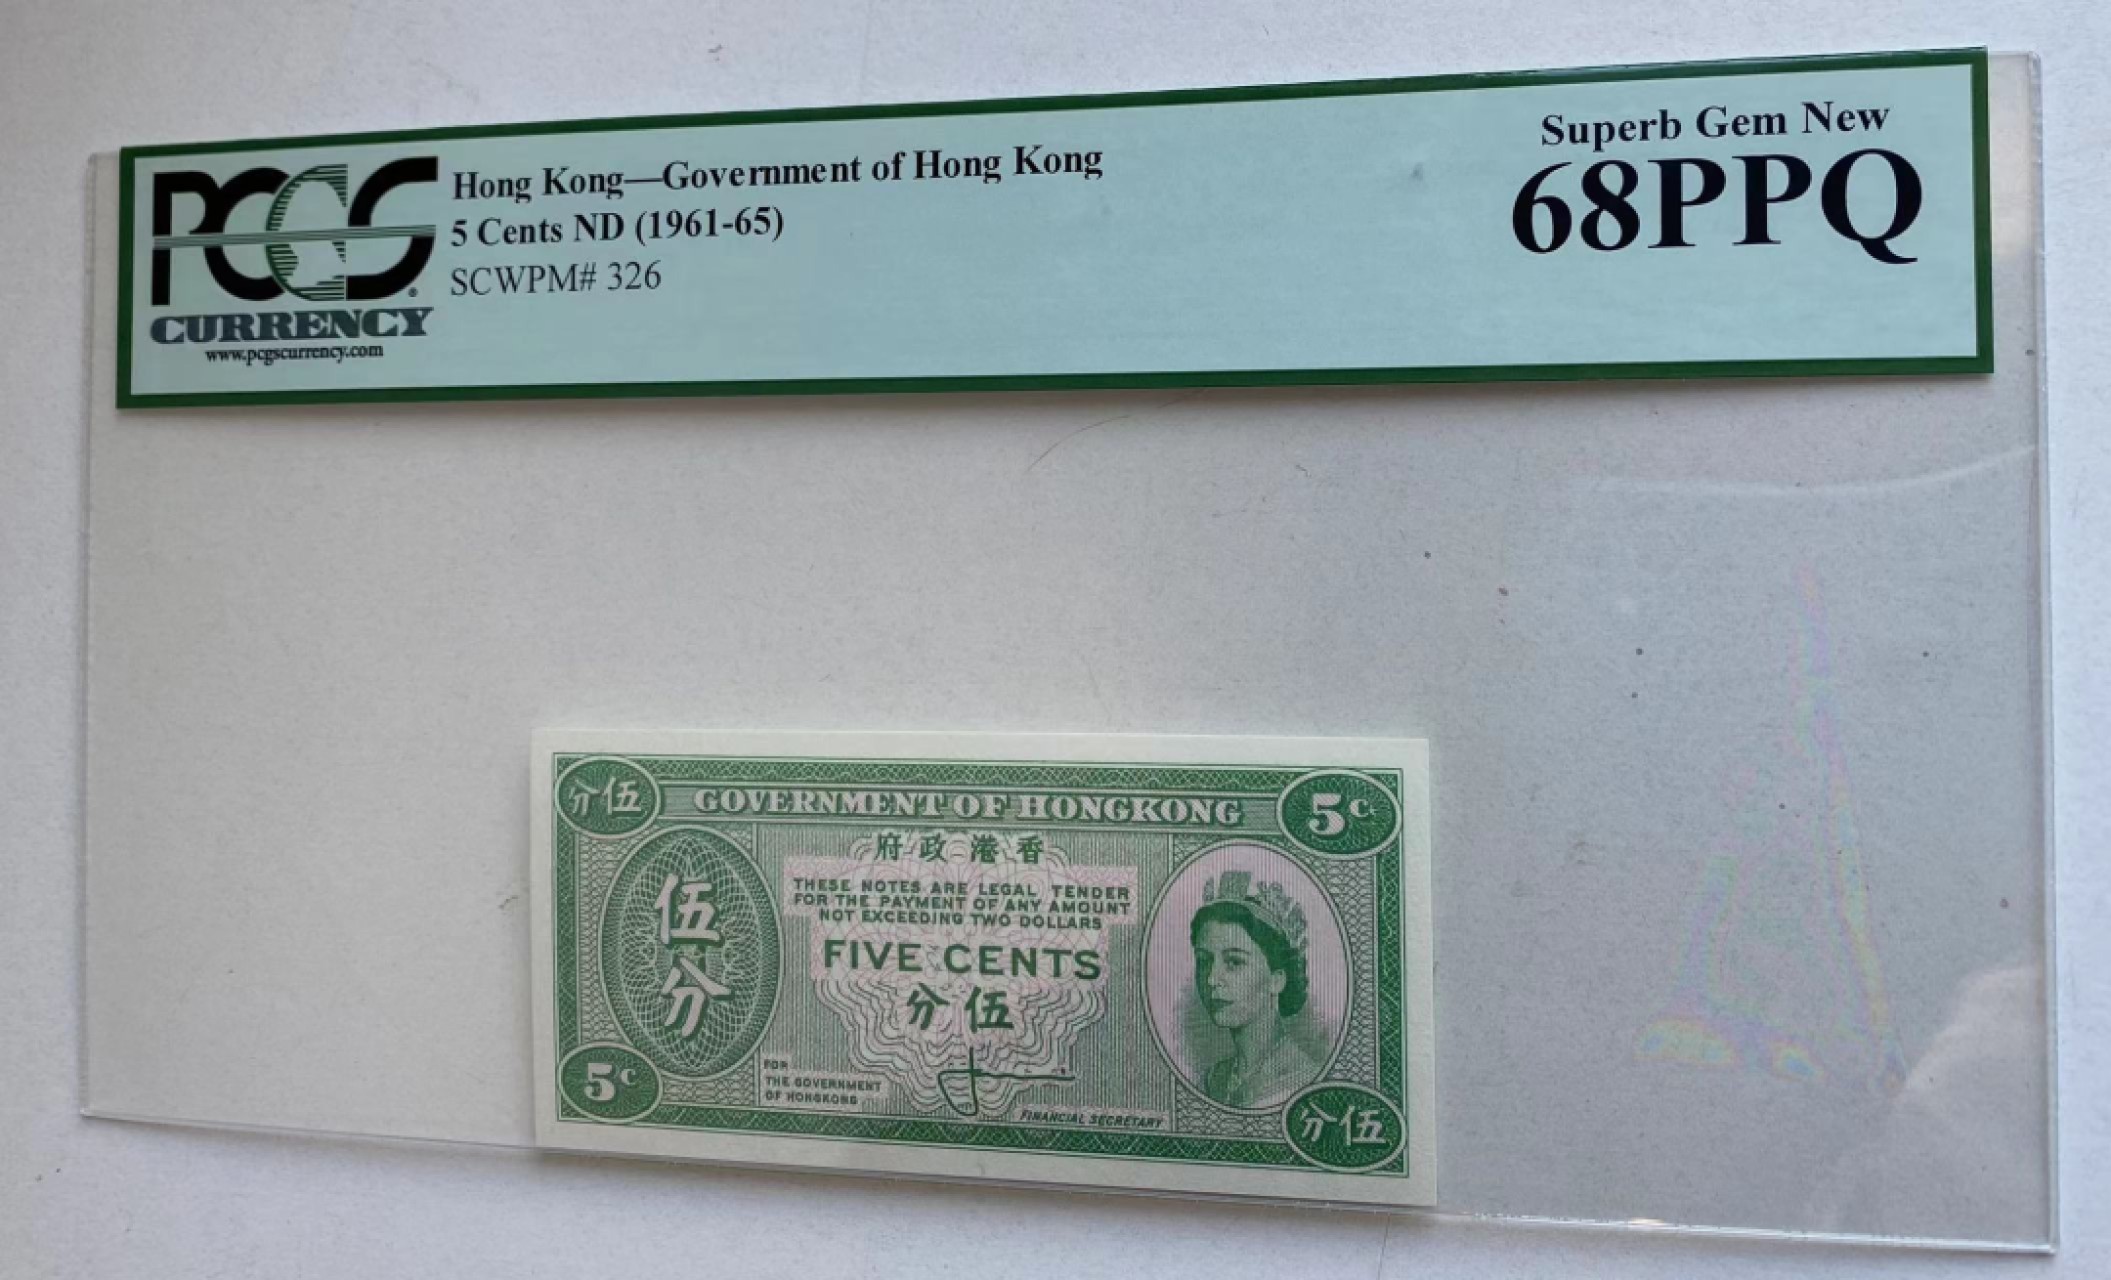 PCGS
CURRENCY
www.pcgscurrency.com
Hong Kong—Government of Hong Kong
5 Cents ND (1961-65)
SCWPM# 326
Superb Gem New
68PPQ
分伍
GOVERNMENT OF HONGKONG
5¢
府政港香
THESE NOTES ARE LEGAL TENDER
FOR THE PAYMENT OF ANY AMOUNT
NOT EXCEEDING TWO DOLLARS
伍
分
FIVE CENTS
分伍
FOR
THE GOVERNMENT
OF HONGKONG
FINANCIAL SECRETARY
5¢
分伍